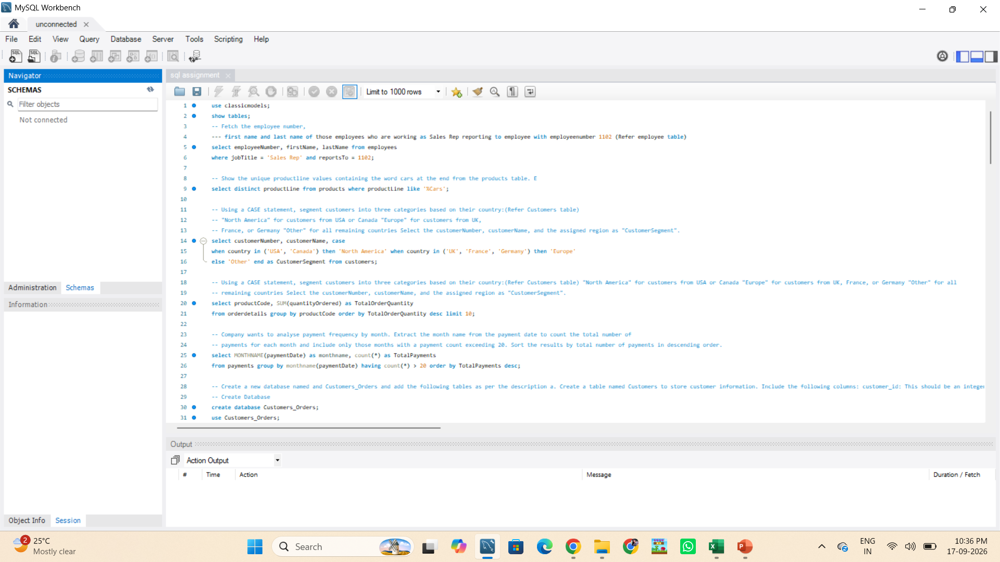 MySQL Workbench
unconnected
File Edit View Query Database Server Tools Scripting Help
Navigator
SCHEMAS
Filter objects
Not connected
Administration Schemas
Information
Object Info Session
sql assignment
Limit to 1000 rows
1 use classicmodels;
2 show tables;
3 -- Fetch the employee number,
4 --- first name and last name of those employees who are working as Sales Rep reporting to employee with employeenumber 1102 (Refer employee table)
5 select employeeNumber, firstName, lastName from employees
6 where jobTitle = 'Sales Rep' and reportsTo = 1102;
7
8 -- Show the unique productline values containing the word cars at the end from the products table. E
9 select distinct productLine from products where productLine like '%Cars';
10
11 -- Using a CASE statement, segment customers into three categories based on their country:(Refer Customers table)
12 -- "North America" for customers from USA or Canada "Europe" for customers from UK,
13 -- France, or Germany "Other" for all remaining countries Select the customerNumber, customerName, and the assigned region as "CustomerSegment".
14 select customerNumber, customerName, case
15 when country in ('USA', 'Canada') then 'North America' when country in ('UK', 'France', 'Germany') then 'Europe'
16 else 'Other' end as CustomerSegment from customers;
17
18 -- Using a CASE statement, segment customers into three categories based on their country:(Refer Customers table) "North America" for customers from USA or Canada "Europe" for customers from UK, France, or Germany "Other" for all
19 -- remaining countries Select the customerNumber, customerName, and the assigned region as "CustomerSegment".
20 select productCode, SUM(quantityOrdered) as TotalOrderQuantity
21 from orderdetails group by productCode order by TotalOrderQuantity desc limit 10;
22
23 -- Company wants to analyse payment frequency by month. Extract the month name from the payment date to count the total number of
24 -- payments for each month and include only those months with a payment count exceeding 20. Sort the results by total number of payments in descending order.
25 select MONTHNAME(paymentDate) as monthname, count(*) as TotalPayments
26 from payments group by monthname(paymentDate) having count(*) > 20 order by TotalPayments desc;
27
28 -- Create a new database named and Customers_Orders and add the following tables as per the description a. Create a table named Customers to store customer information. Include the following columns: customer_id: This should be an integer
29 -- Create Database
30 create database Customers_Orders;
31 use Customers_Orders;
Output
Action Output
# Time Action Message Duration / Fetch
2
25°C
Mostly clear
Search
ENG
IN
10:36 PM
17-09-2026